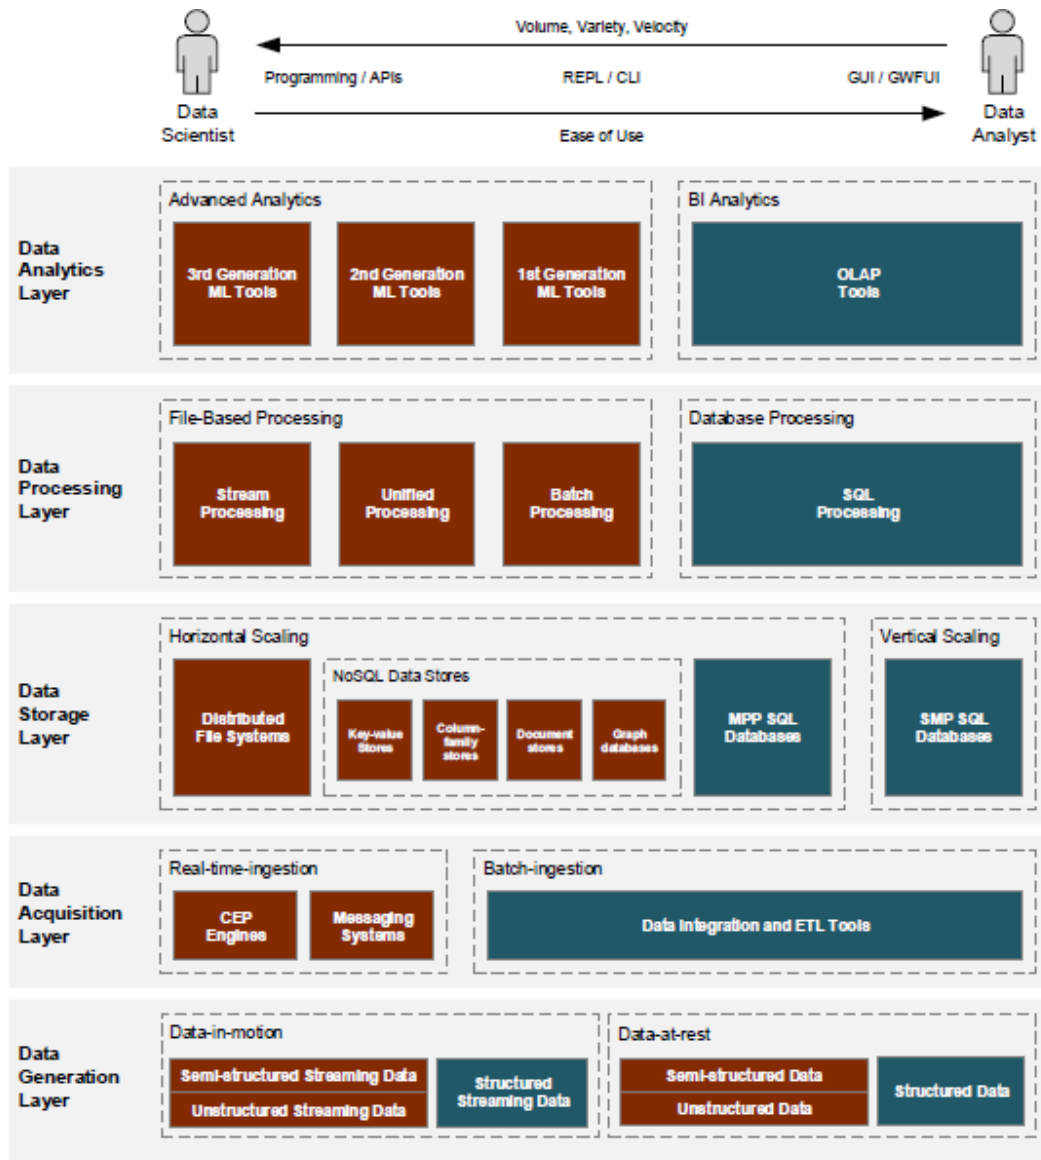 Volume, Variety, Velocity
Programming / APIs
REPL / CLI
GUI / GWFUI
Data
Scientist
Ease of Use
Data
Analyst
Data
Analytics
Layer
Advanced Analytics
3rd Generation
ML Tools
2nd Generation
ML Tools
1st Generation
ML Tools
BI Analytics
OLAP
Tools
Data
Processing
Layer
File-Based Processing
Stream
Processing
Unified
Processing
Batch
Processing
Database Processing
SQL
Processing
Data
Storage
Layer
Horizontal Scaling
Distributed
File Systems
NoSQL Data Stores
Key-value
Stores
Column-
family
stores
Document
stores
Graph
databases
MPP SQL
Databases
Vertical Scaling
SMP SQL
Databases
Data
Acquisition
Layer
Real-time-ingestion
CEP
Engines
Messaging
Systems
Batch-ingestion
Data Integration and ETL Tools
Data
Generation
Layer
Data-in-motion
Semi-structured Streaming Data
Unstructured Streaming Data
Structured
Streaming Data
Data-at-rest
Semi-structured Data
Unstructured Data
Structured Data